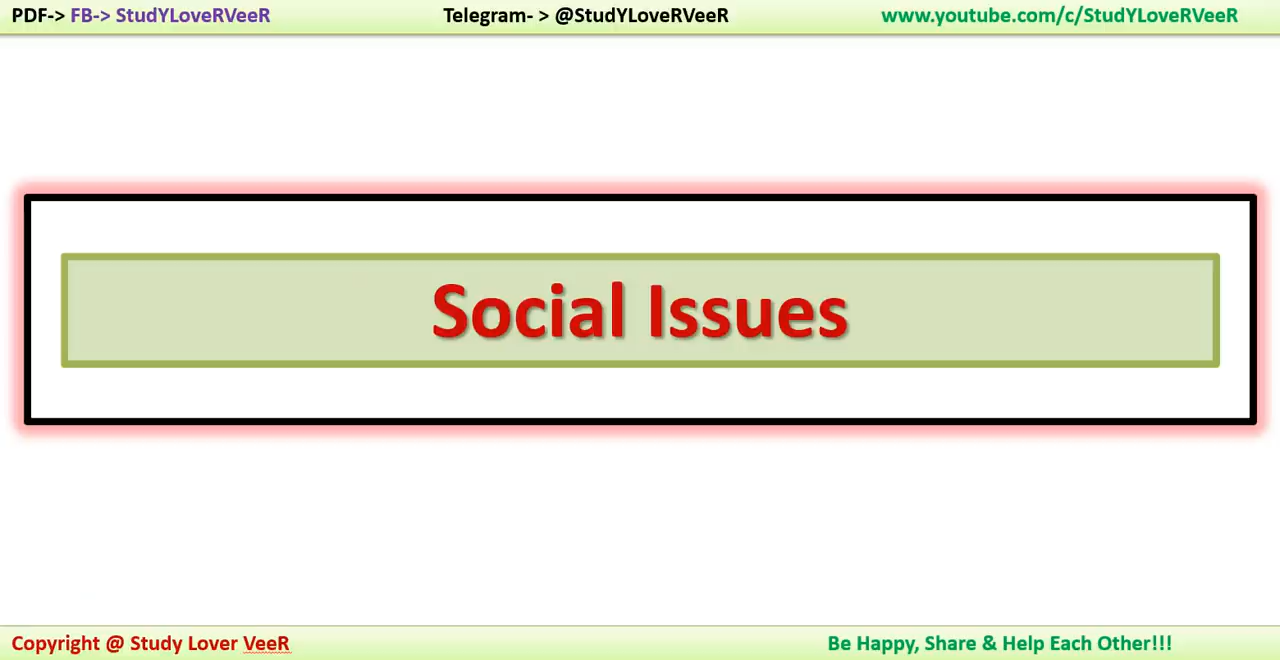 PDF-> FB-> StudYLoveRVeeR Telegram- > @StudYLoveRVeeR www.youtube.com/c/StudYLoveRVeeR
Social Issues
Copyright @ Study Lover VeeR Be Happy, Share & Help Each Other!!!